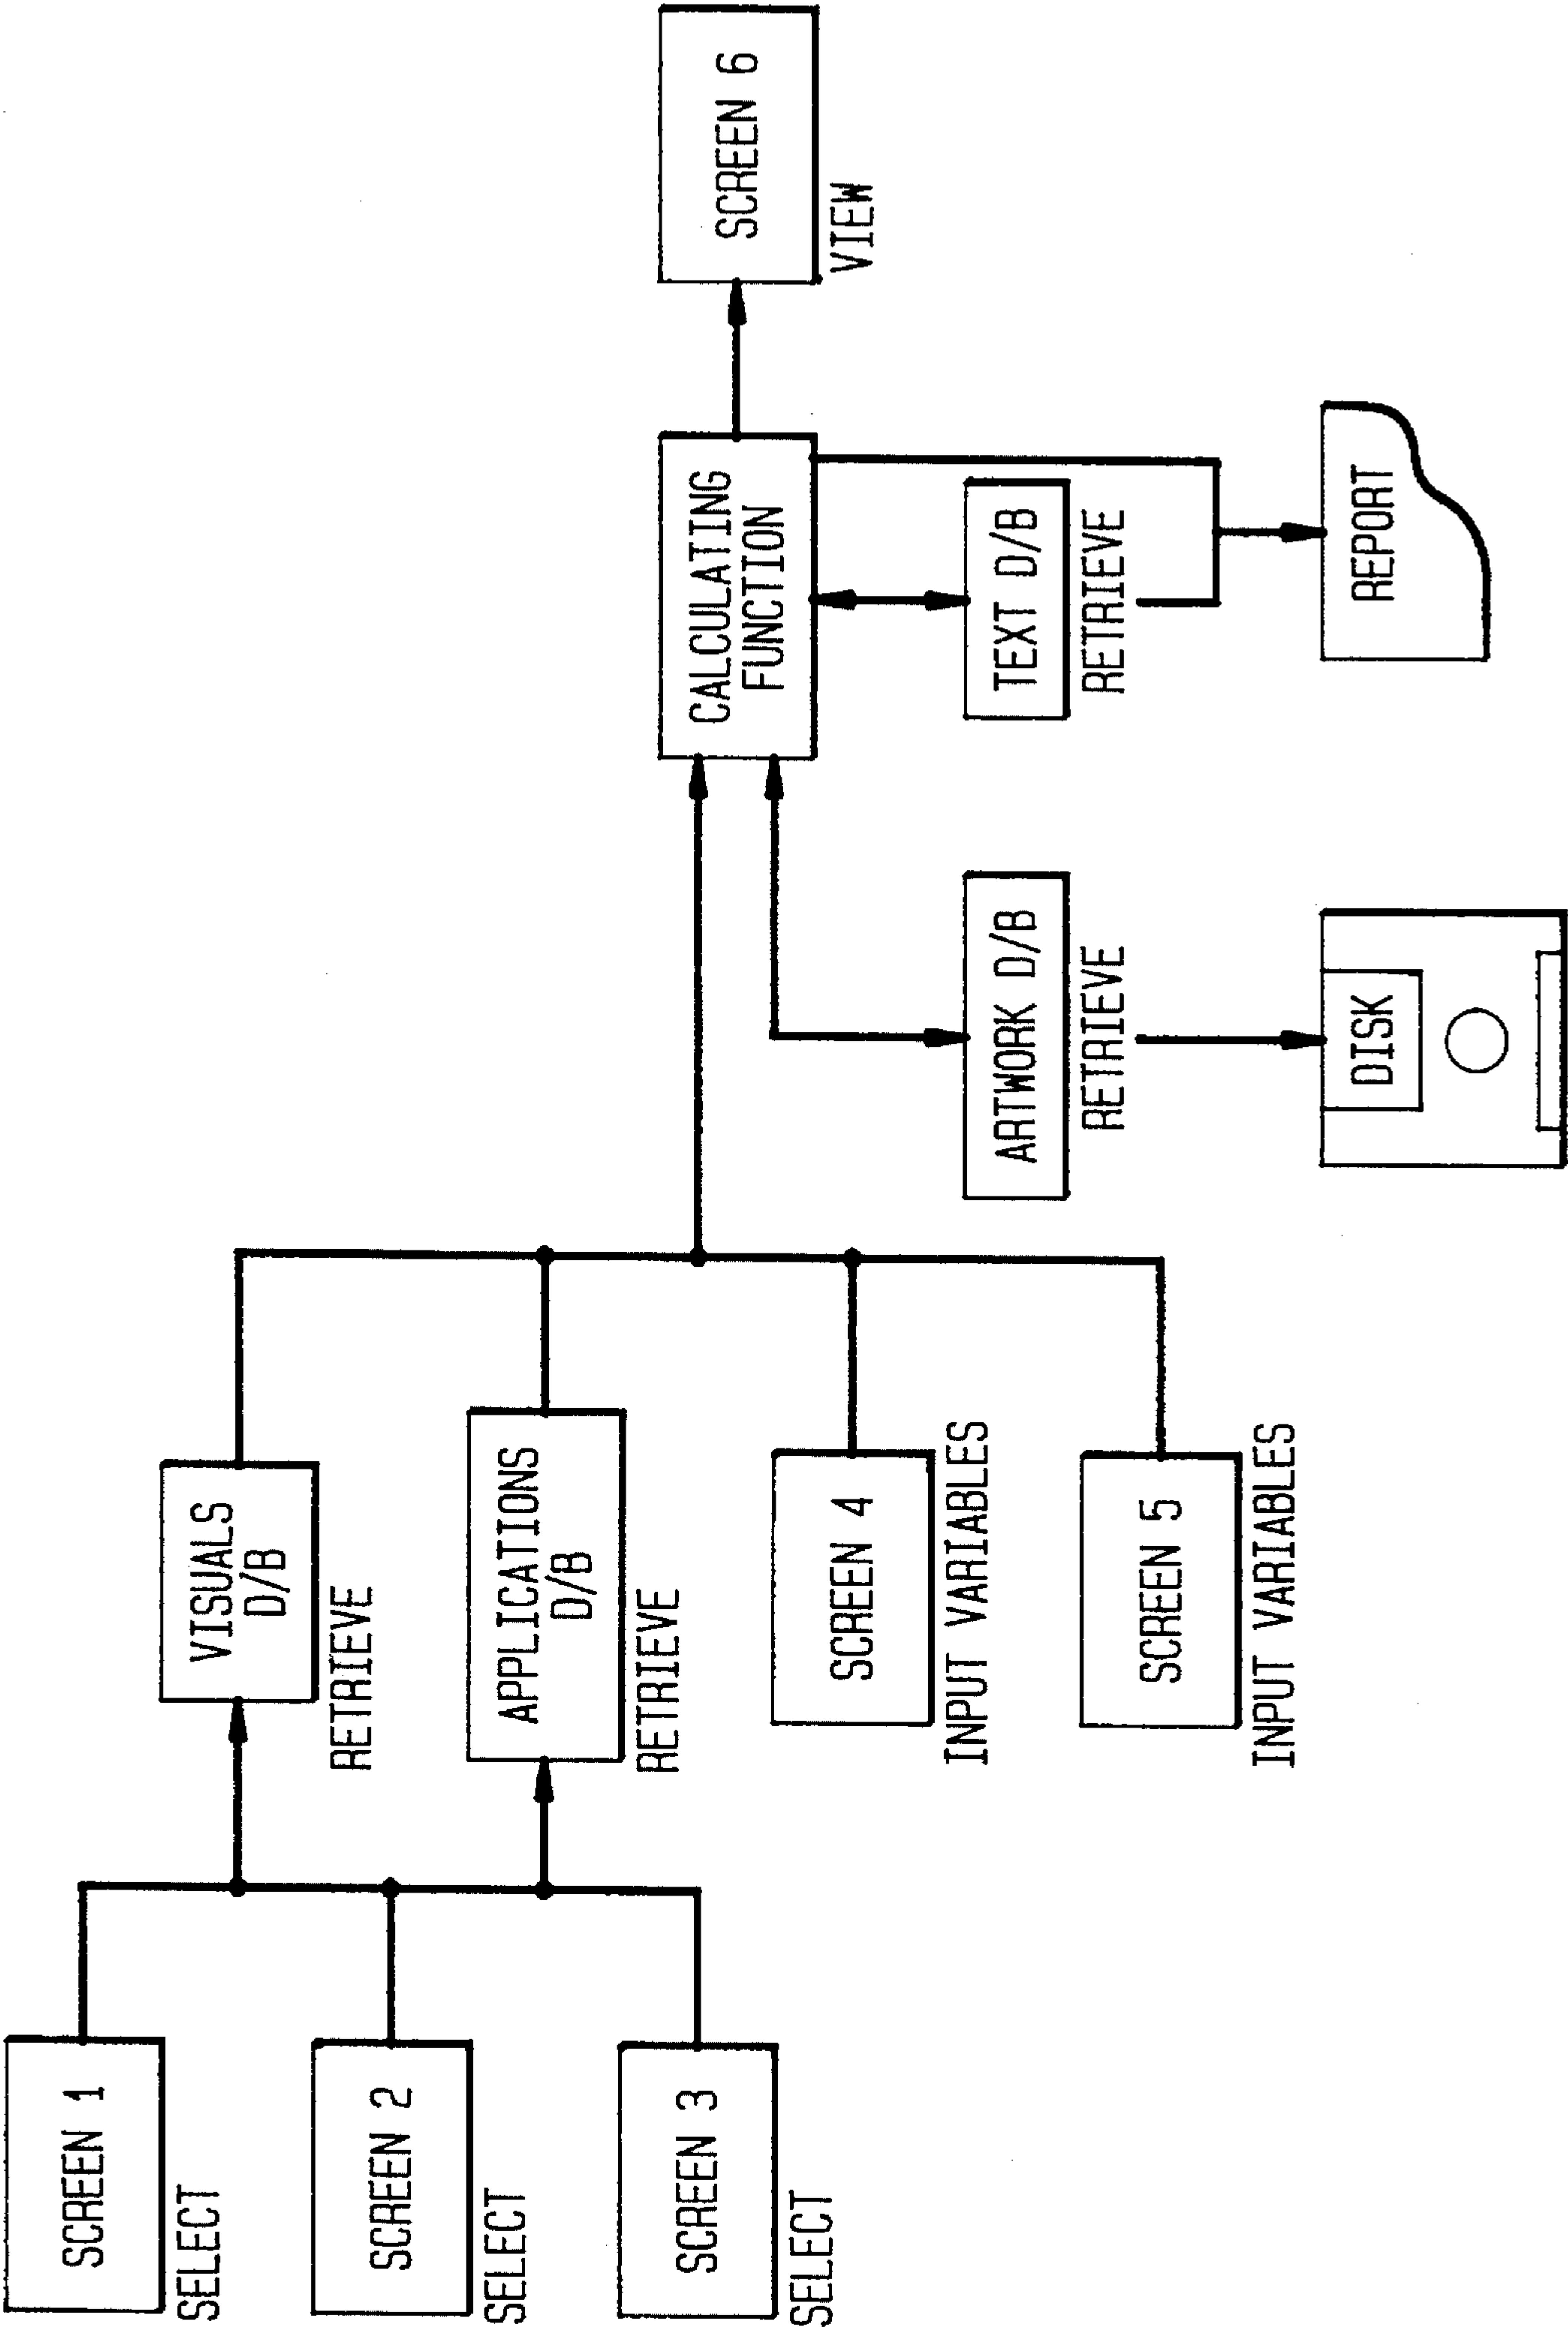 SCREEN 1
SELECT
SCREEN 2
SELECT
SCREEN 3
SELECT
VISUALS
D/B
RETRIEVE
APPLICATIONS
D/B
RETRIEVE
SCREEN 4
INPUT VARIABLES
SCREEN 5
INPUT VARIABLES
CALCULATING
FUNCTION
ARTWORK D/B
RETRIEVE
DISK
TEXT D/B
RETRIEVE
REPORT
SCREEN 6
VIEW